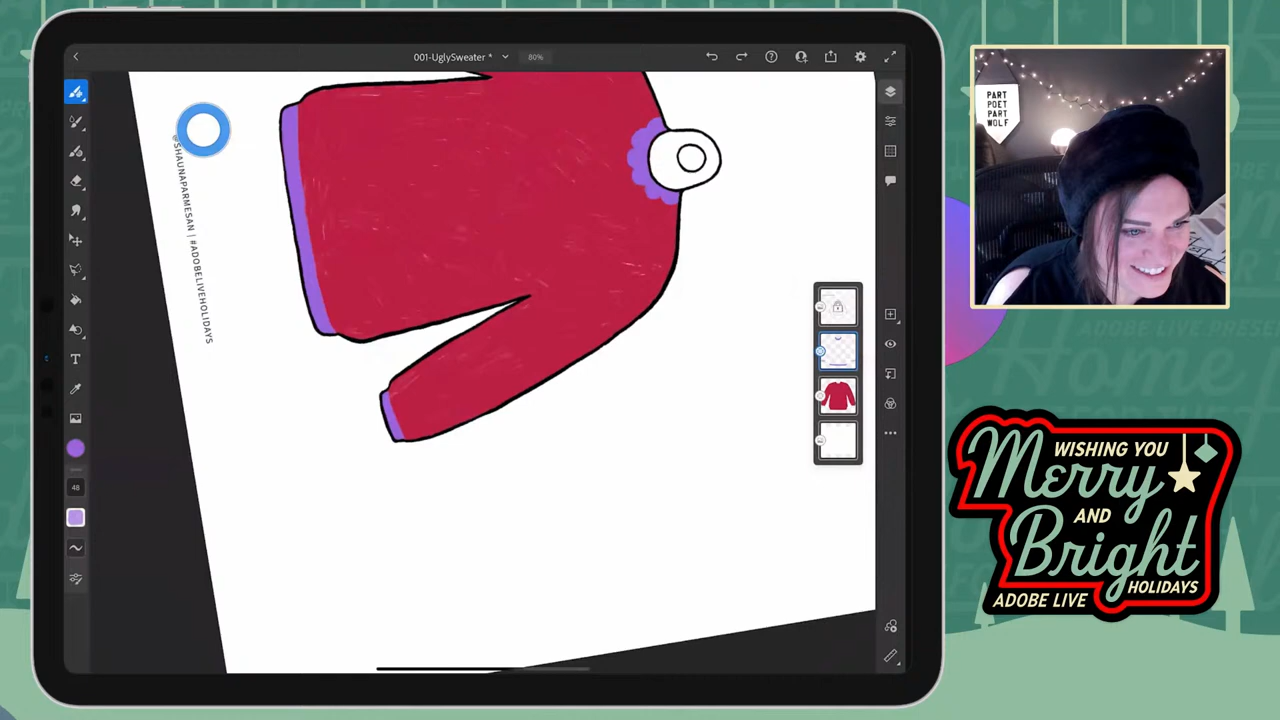 001-UglySweater *
80%
@SHAUNAPARMESAN | #ADOBELIVEHOLIDAYS
48
PART
POET
PART
WOLF
WISHING YOU
Merry
AND
Bright
HOLIDAYS
ADOBE LIVE